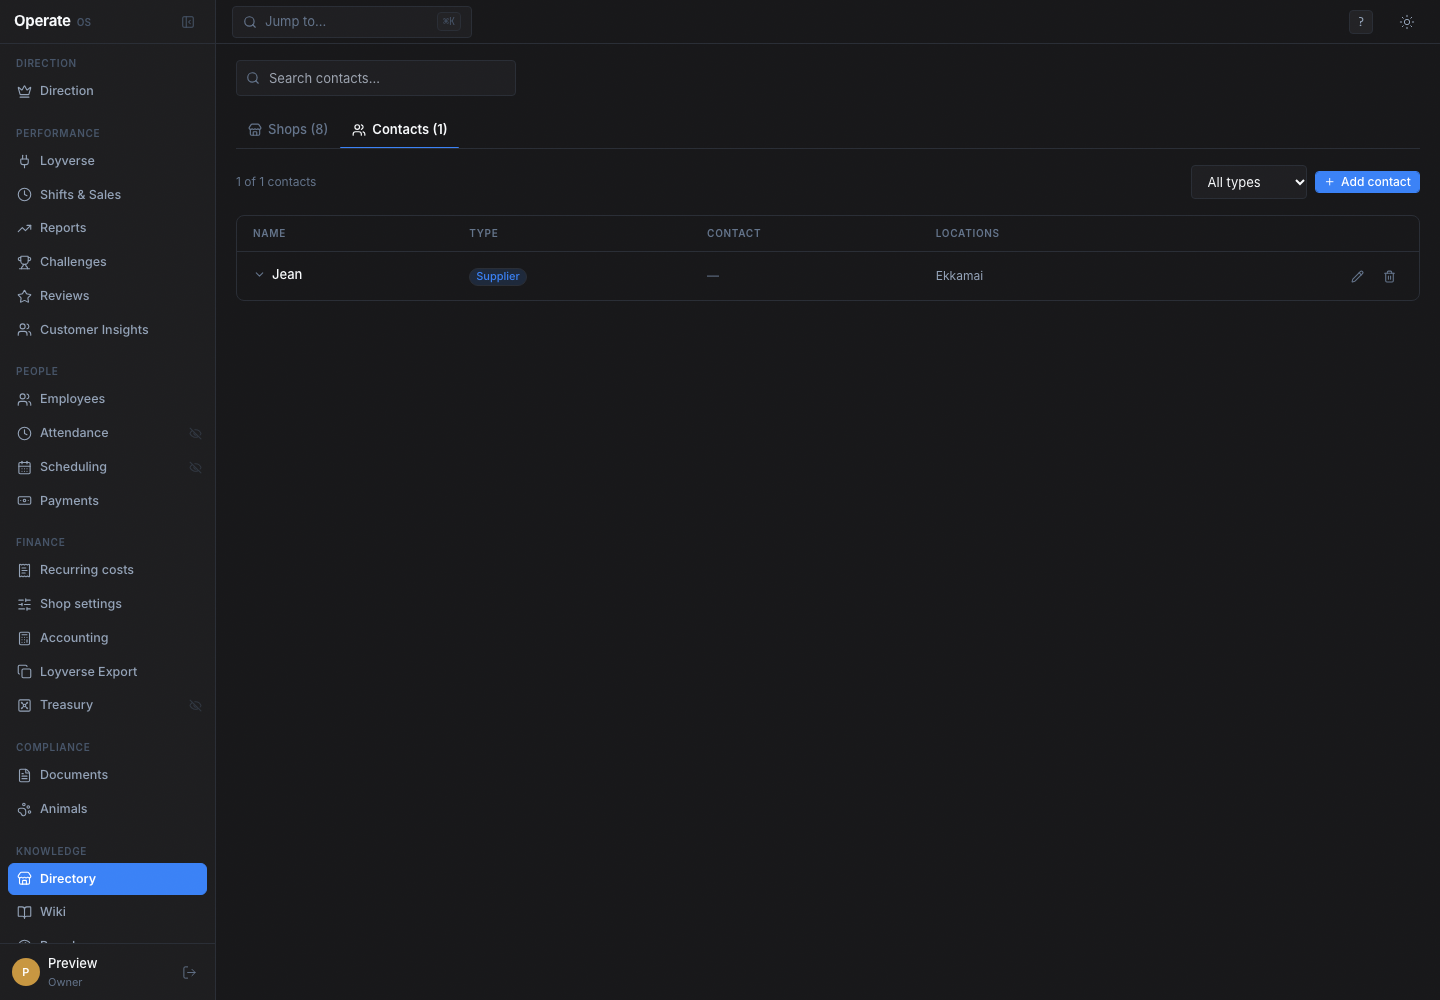 Operate OS
Jump to...
⌘K
?
DIRECTION
Direction
PERFORMANCE
Loyverse
Shifts & Sales
Reports
Challenges
Reviews
Customer Insights
PEOPLE
Employees
Attendance
Scheduling
Payments
FINANCE
Recurring costs
Shop settings
Accounting
Loyverse Export
Treasury
COMPLIANCE
Documents
Animals
KNOWLEDGE
Directory
Wiki
P
Preview
Owner
Search contacts...
Shops (8)
Contacts (1)
1 of 1 contacts
All types
+ Add contact
NAME TYPE CONTACT LOCATIONS
Jean Supplier — Ekkamai